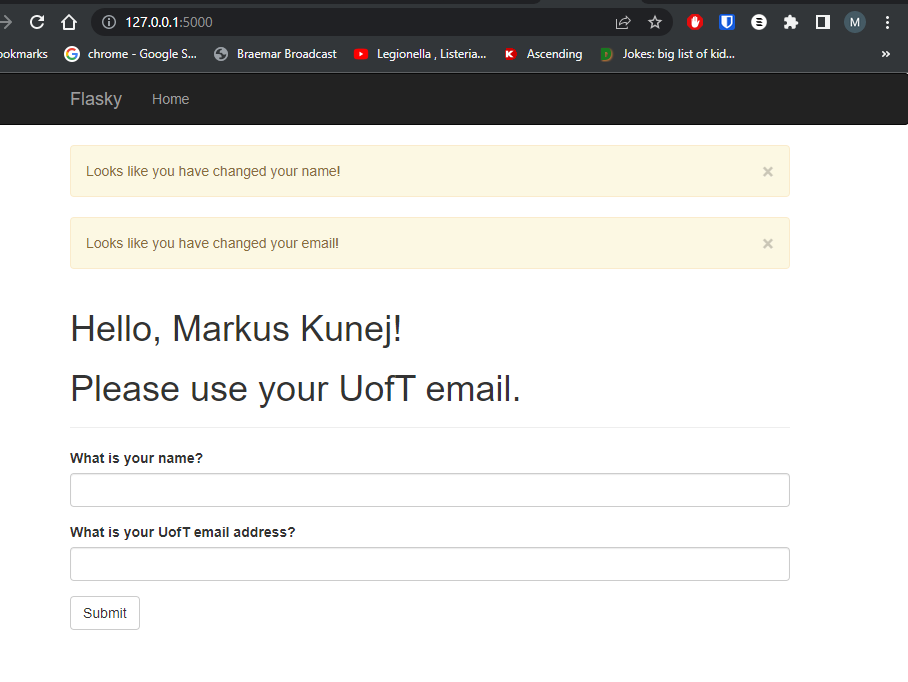 127.0.0.1:5000
M
ookmarks
chrome - Google S...
Braemar Broadcast
Legionella , Listeria...
K
Ascending
Jokes: big list of kid...
»
Flasky
Home
Looks like you have changed your name!
×
Looks like you have changed your email!
×
Hello, Markus Kunej!
Please use your UofT email.
What is your name?
What is your UofT email address?
Submit